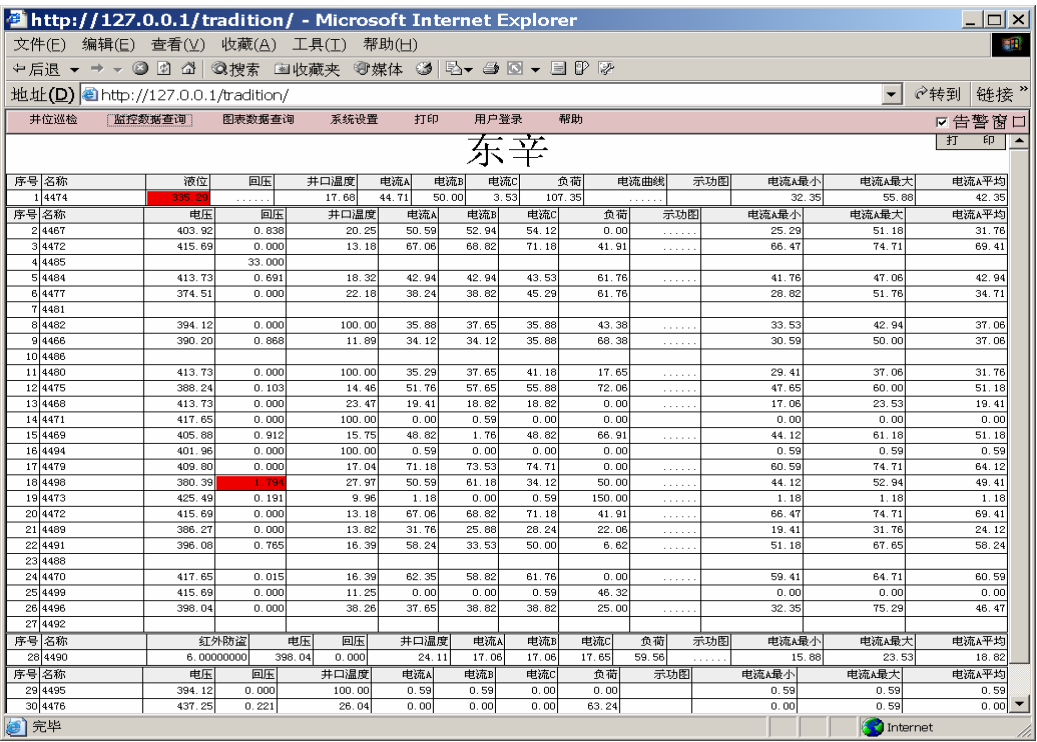 http://127.0.0.1/tradition/ - Microsoft Internet Explorer
文件(F) 编辑(E) 查看(V) 收藏(A) 工具(T) 帮助(H)
后退 搜索 收藏夹 媒体
地址(D) http://127.0.0.1/tradition/ 转到 链接 »
井位巡检 监控数据查询 图表数据查询 系统设置 打印 用户登录 帮助 告警窗口
东辛 打 印
序号 名称 液位 回压 井口温度 电流A 电流B 电流C 负荷 电流曲线 示功图 电流A最小 电流A最大 电流A平均
1 4474 335.29 ...... 17.68 44.71 50.00 3.53 107.35 ...... 32.35 55.88 42.35
序号 名称 电压 回压 井口温度 电流A 电流B 电流C 负荷 示功图 电流A最小 电流A最大 电流A平均
2 4467 403.92 0.838 20.25 50.59 52.94 54.12 0.00 ...... 25.29 51.18 31.76
3 4472 415.69 0.000 13.18 67.06 68.82 71.18 41.91 ...... 66.47 74.71 69.41
4 4485 33.000
5 4484 413.73 0.691 18.32 42.94 42.94 43.53 61.76 ...... 41.76 47.06 42.94
6 4477 374.51 0.000 22.18 38.24 38.82 45.29 61.76 28.82 51.76 34.71
7 4481
8 4482 394.12 0.000 100.00 35.88 37.65 35.88 43.38 ...... 33.53 42.94 37.06
9 4466 390.20 0.868 11.89 34.12 34.12 35.88 68.38 ...... 30.59 50.00 37.06
10 4486
11 4480 413.73 0.000 100.00 35.29 37.65 41.18 17.65 ...... 29.41 37.06 31.76
12 4475 388.24 0.103 14.46 51.76 57.65 55.88 72.06 ...... 47.65 60.00 51.18
13 4468 413.73 0.000 23.47 19.41 18.82 18.82 0.00 ...... 17.06 23.53 19.41
14 4471 417.65 0.000 100.00 0.00 0.59 0.00 0.00 ...... 0.00 0.00 0.00
15 4469 405.88 0.912 15.75 48.82 1.76 48.82 66.91 ...... 44.12 61.18 51.18
16 4494 401.96 0.000 100.00 0.59 0.00 0.00 0.00 ...... 0.59 0.59 0.59
17 4479 409.80 0.000 17.04 71.18 73.53 74.71 0.00 ...... 60.59 74.71 64.12
18 4498 380.39 1.794 27.97 50.59 61.18 34.12 50.00 ...... 44.12 52.94 49.41
19 4473 425.49 0.191 9.96 1.18 0.00 0.59 150.00 ...... 1.18 1.18 1.18
20 4472 415.69 0.000 13.18 67.06 68.82 71.18 41.91 ...... 66.47 74.71 69.41
21 4489 386.27 0.000 13.82 31.76 25.88 28.24 22.06 ...... 19.41 31.76 24.12
22 4491 396.08 0.765 16.39 58.24 33.53 50.00 6.62 ...... 51.18 67.65 58.24
23 4488
24 4470 417.65 0.015 16.39 62.35 58.82 61.76 0.00 ...... 59.41 64.71 60.59
25 4499 415.69 0.000 11.25 0.00 0.00 0.59 46.32 0.00 0.00 0.00
26 4496 398.04 0.000 38.26 37.65 38.82 38.82 25.00 ...... 32.35 75.29 46.47
27 4492
序号 名称 红外防盗 电压 回压 井口温度 电流A 电流B 电流C 负荷 示功图 电流A最小 电流A最大 电流A平均
28 4490 6.00000000 398.04 0.000 24.11 17.06 17.06 17.65 59.56 ...... 15.88 23.53 18.82
序号 名称 电压 回压 井口温度 电流A 电流B 电流C 负荷 示功图 电流A最小 电流A最大 电流A平均
29 4495 394.12 0.000 100.00 0.59 0.59 0.00 0.00 0.59 0.59 0.59
30 4476 437.25 0.221 26.04 0.00 0.00 0.00 63.24 0.00 0.59 0.00
完毕 Internet